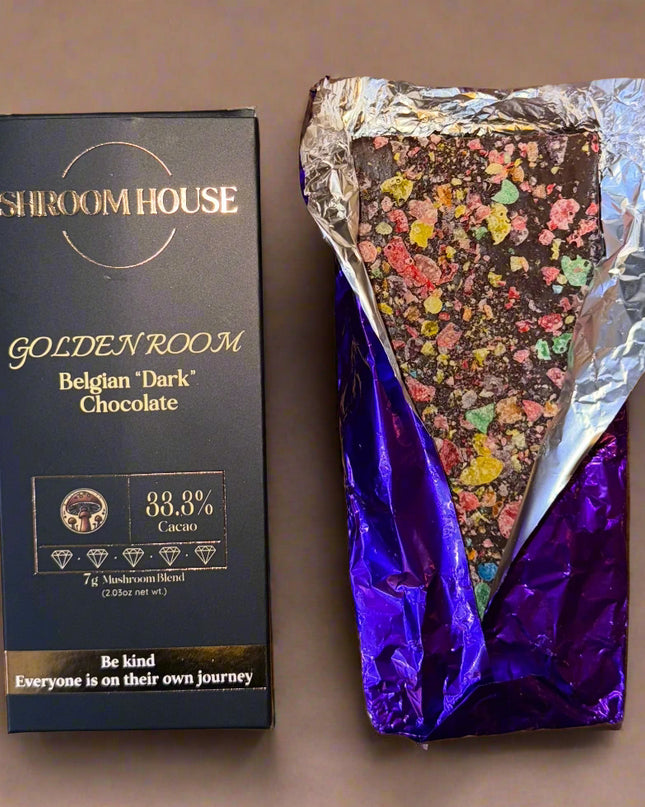 SHROOM HOUSE
GOLDEN ROOM
Belgian "Dark"
Chocolate
33.3%
Cacao
7g Mushroom Blend
(2.03oz net wt.)
Be kind
Everyone is on their own journey